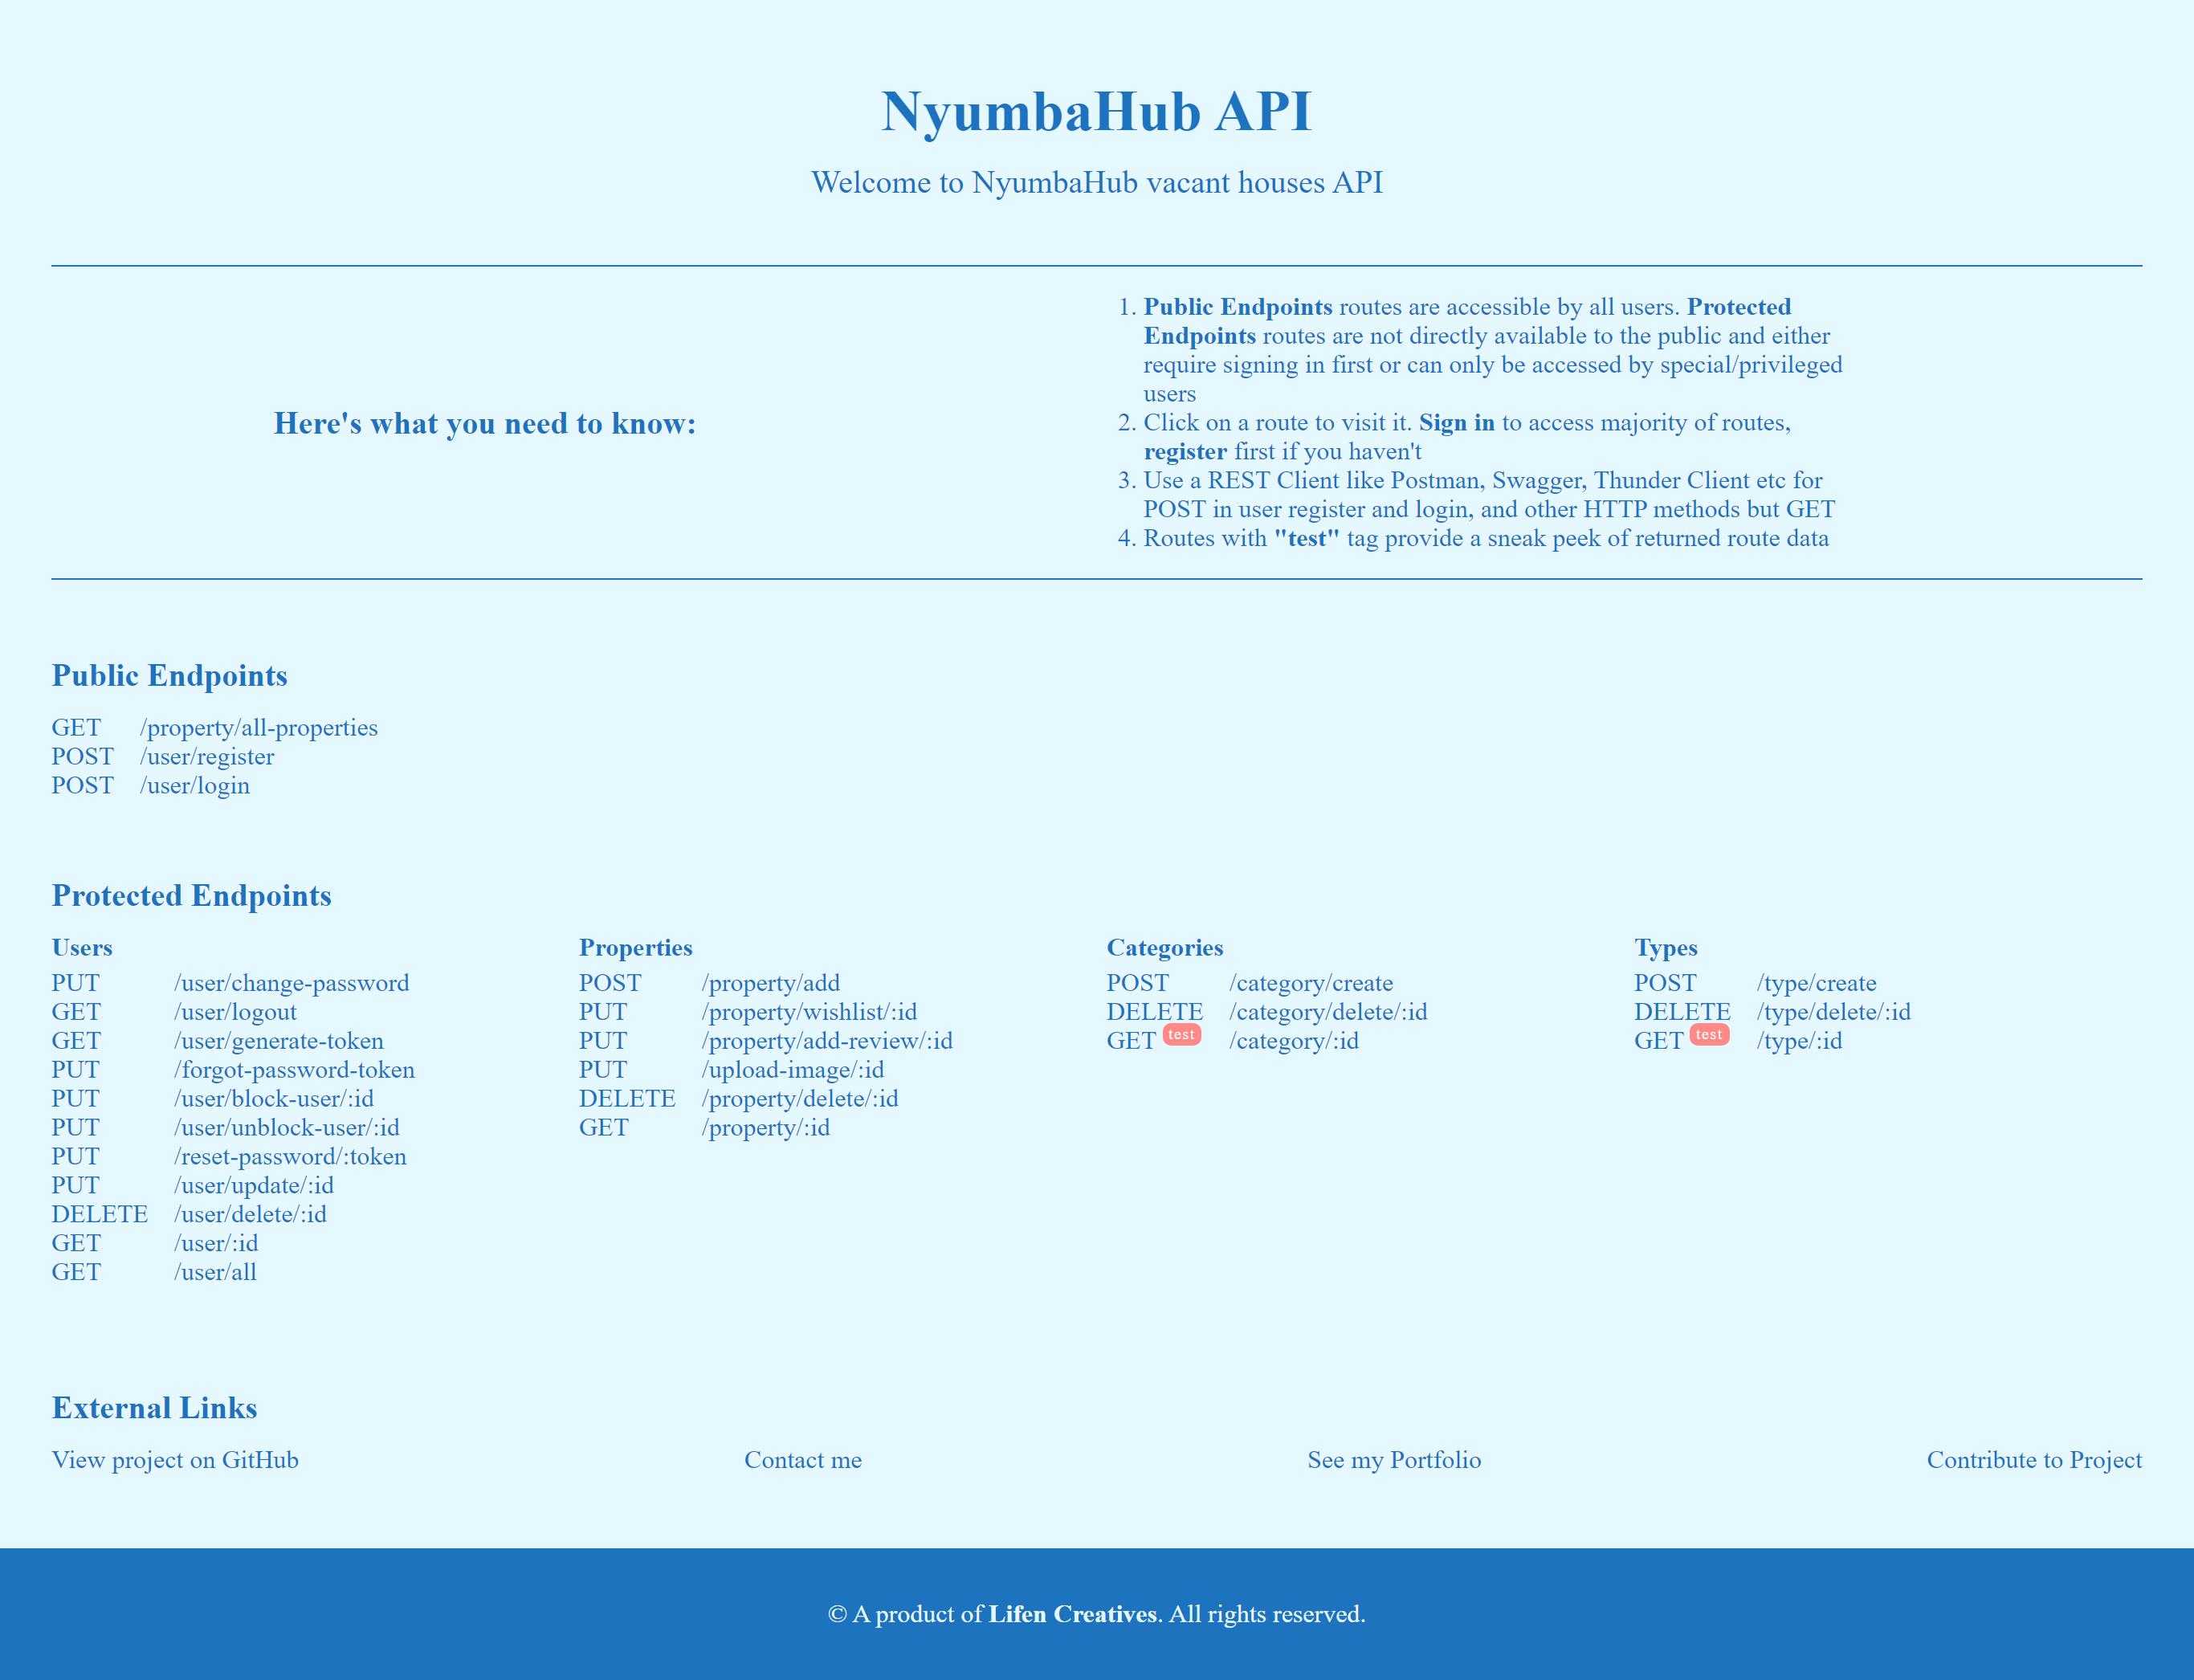 NyumbaHub API
Welcome to NyumbaHub vacant houses API
Here's what you need to know:
1. Public Endpoints routes are accessible by all users. Protected
Endpoints routes are not directly available to the public and either
require signing in first or can only be accessed by special/privileged
users
2. Click on a route to visit it. Sign in to access majority of routes,
register first if you haven't
3. Use a REST Client like Postman, Swagger, Thunder Client etc for
POST in user register and login, and other HTTP methods but GET
4. Routes with "test" tag provide a sneak peek of returned route data
Public Endpoints
GET /property/all-properties
POST /user/register
POST /user/login
Protected Endpoints
Users
PUT /user/change-password
GET /user/logout
GET /user/generate-token
PUT /forgot-password-token
PUT /user/block-user/:id
PUT /user/unblock-user/:id
PUT /reset-password/:token
PUT /user/update/:id
DELETE /user/delete/:id
GET /user/:id
GET /user/all
Properties
POST /property/add
PUT /property/wishlist/:id
PUT /property/add-review/:id
PUT /upload-image/:id
DELETE /property/delete/:id
GET /property/:id
Categories
POST /category/create
DELETE /category/delete/:id
GET test /category/:id
Types
POST /type/create
DELETE /type/delete/:id
GET test /type/:id
External Links
View project on GitHub
Contact me
See my Portfolio
Contribute to Project
© A product of Lifen Creatives. All rights reserved.